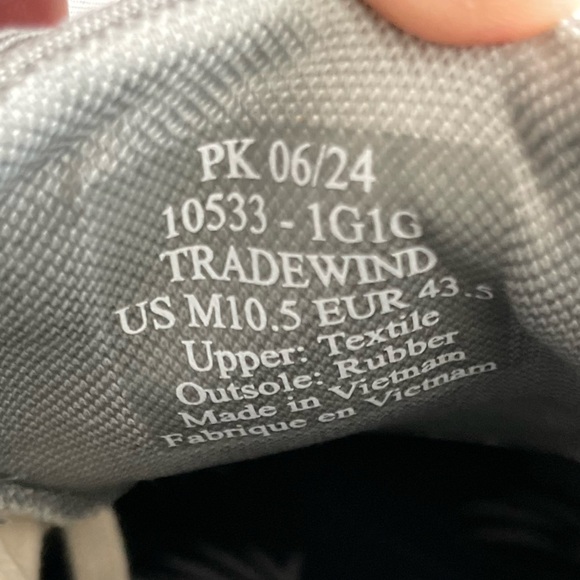 PK 06/24
10533 - 1G1G
TRADEWIND
US M10.5 EUR 43.5
Upper: Textile
Outsole: Rubber
Made in Vietnam
Fabrique en Vietnam